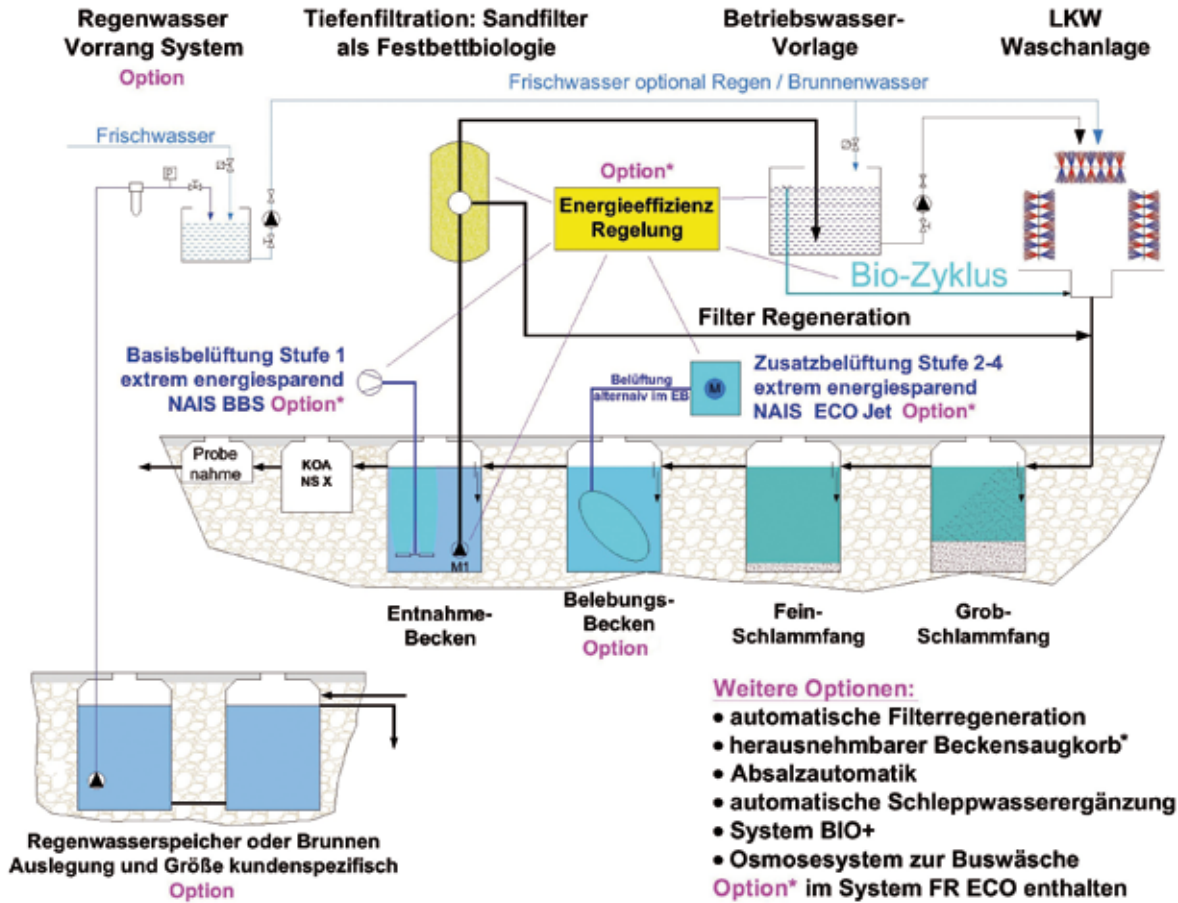 Regenwasser
Vorrang System
Option
Tiefenfiltration: Sandfilter
als Festbettbiologie
Betriebswasser-
Vorlage
LKW
Waschanlage
Frischwasser optional Regen / Brunnenwasser
Frischwasser
P
Option*
Energieeffizienz
Regelung
Bio-Zyklus
Filter Regeneration
Basisbelüftung Stufe 1
extrem energiesparend
NAIS BBS Option*
Belüftung
alternaiv im EB
M
Zusatzbelüftung Stufe 2-4
extrem energiesparend
NAIS ECO Jet Option*
Probe
nahme
KOA
NS X
M1
Entnahme-
Becken
Belebungs-
Becken
Option
Fein-
Schlammfang
Grob-
Schlammfang
Regenwasserspeicher oder Brunnen
Auslegung und Größe kundenspezifisch
Option
Weitere Optionen:
• automatische Filterregeneration
• herausnehmbarer Beckensaugkorb*
• Absalzautomatik
• automatische Schleppwasserergänzung
• System BIO+
• Osmosesystem zur Buswäsche
Option* im System FR ECO enthalten